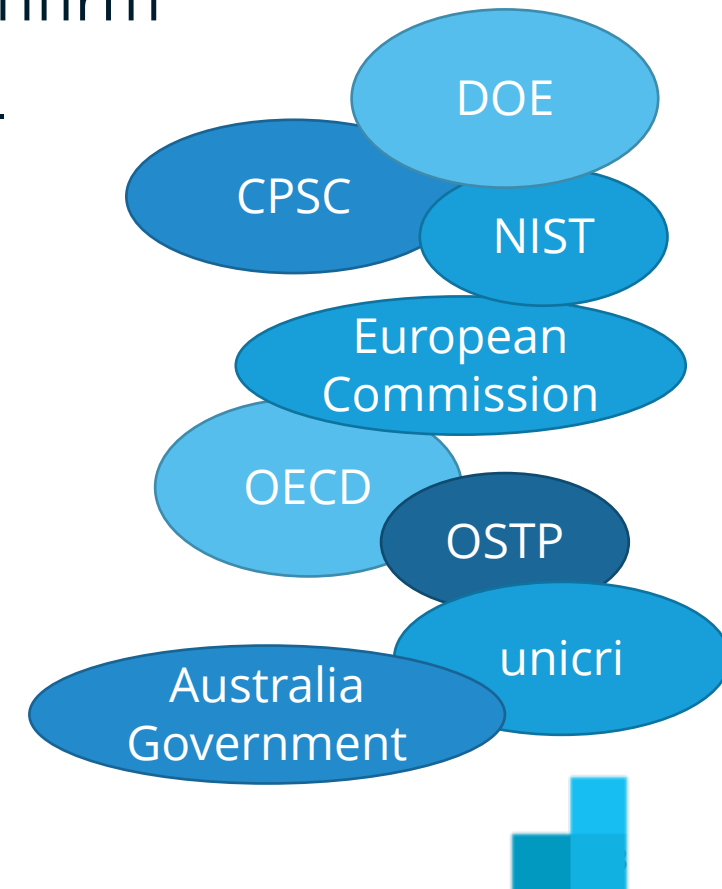 DOE
CPSC
NIST
European
Commission
OECD
OSTP
unicri
Australia
Government